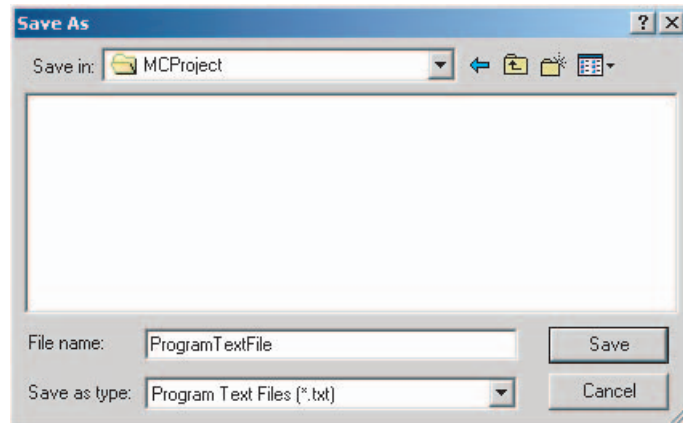 Save As
Save in: MCProject
File name: ProgramTextFile Save
Save as type: Program Text Files (*.txt) Cancel